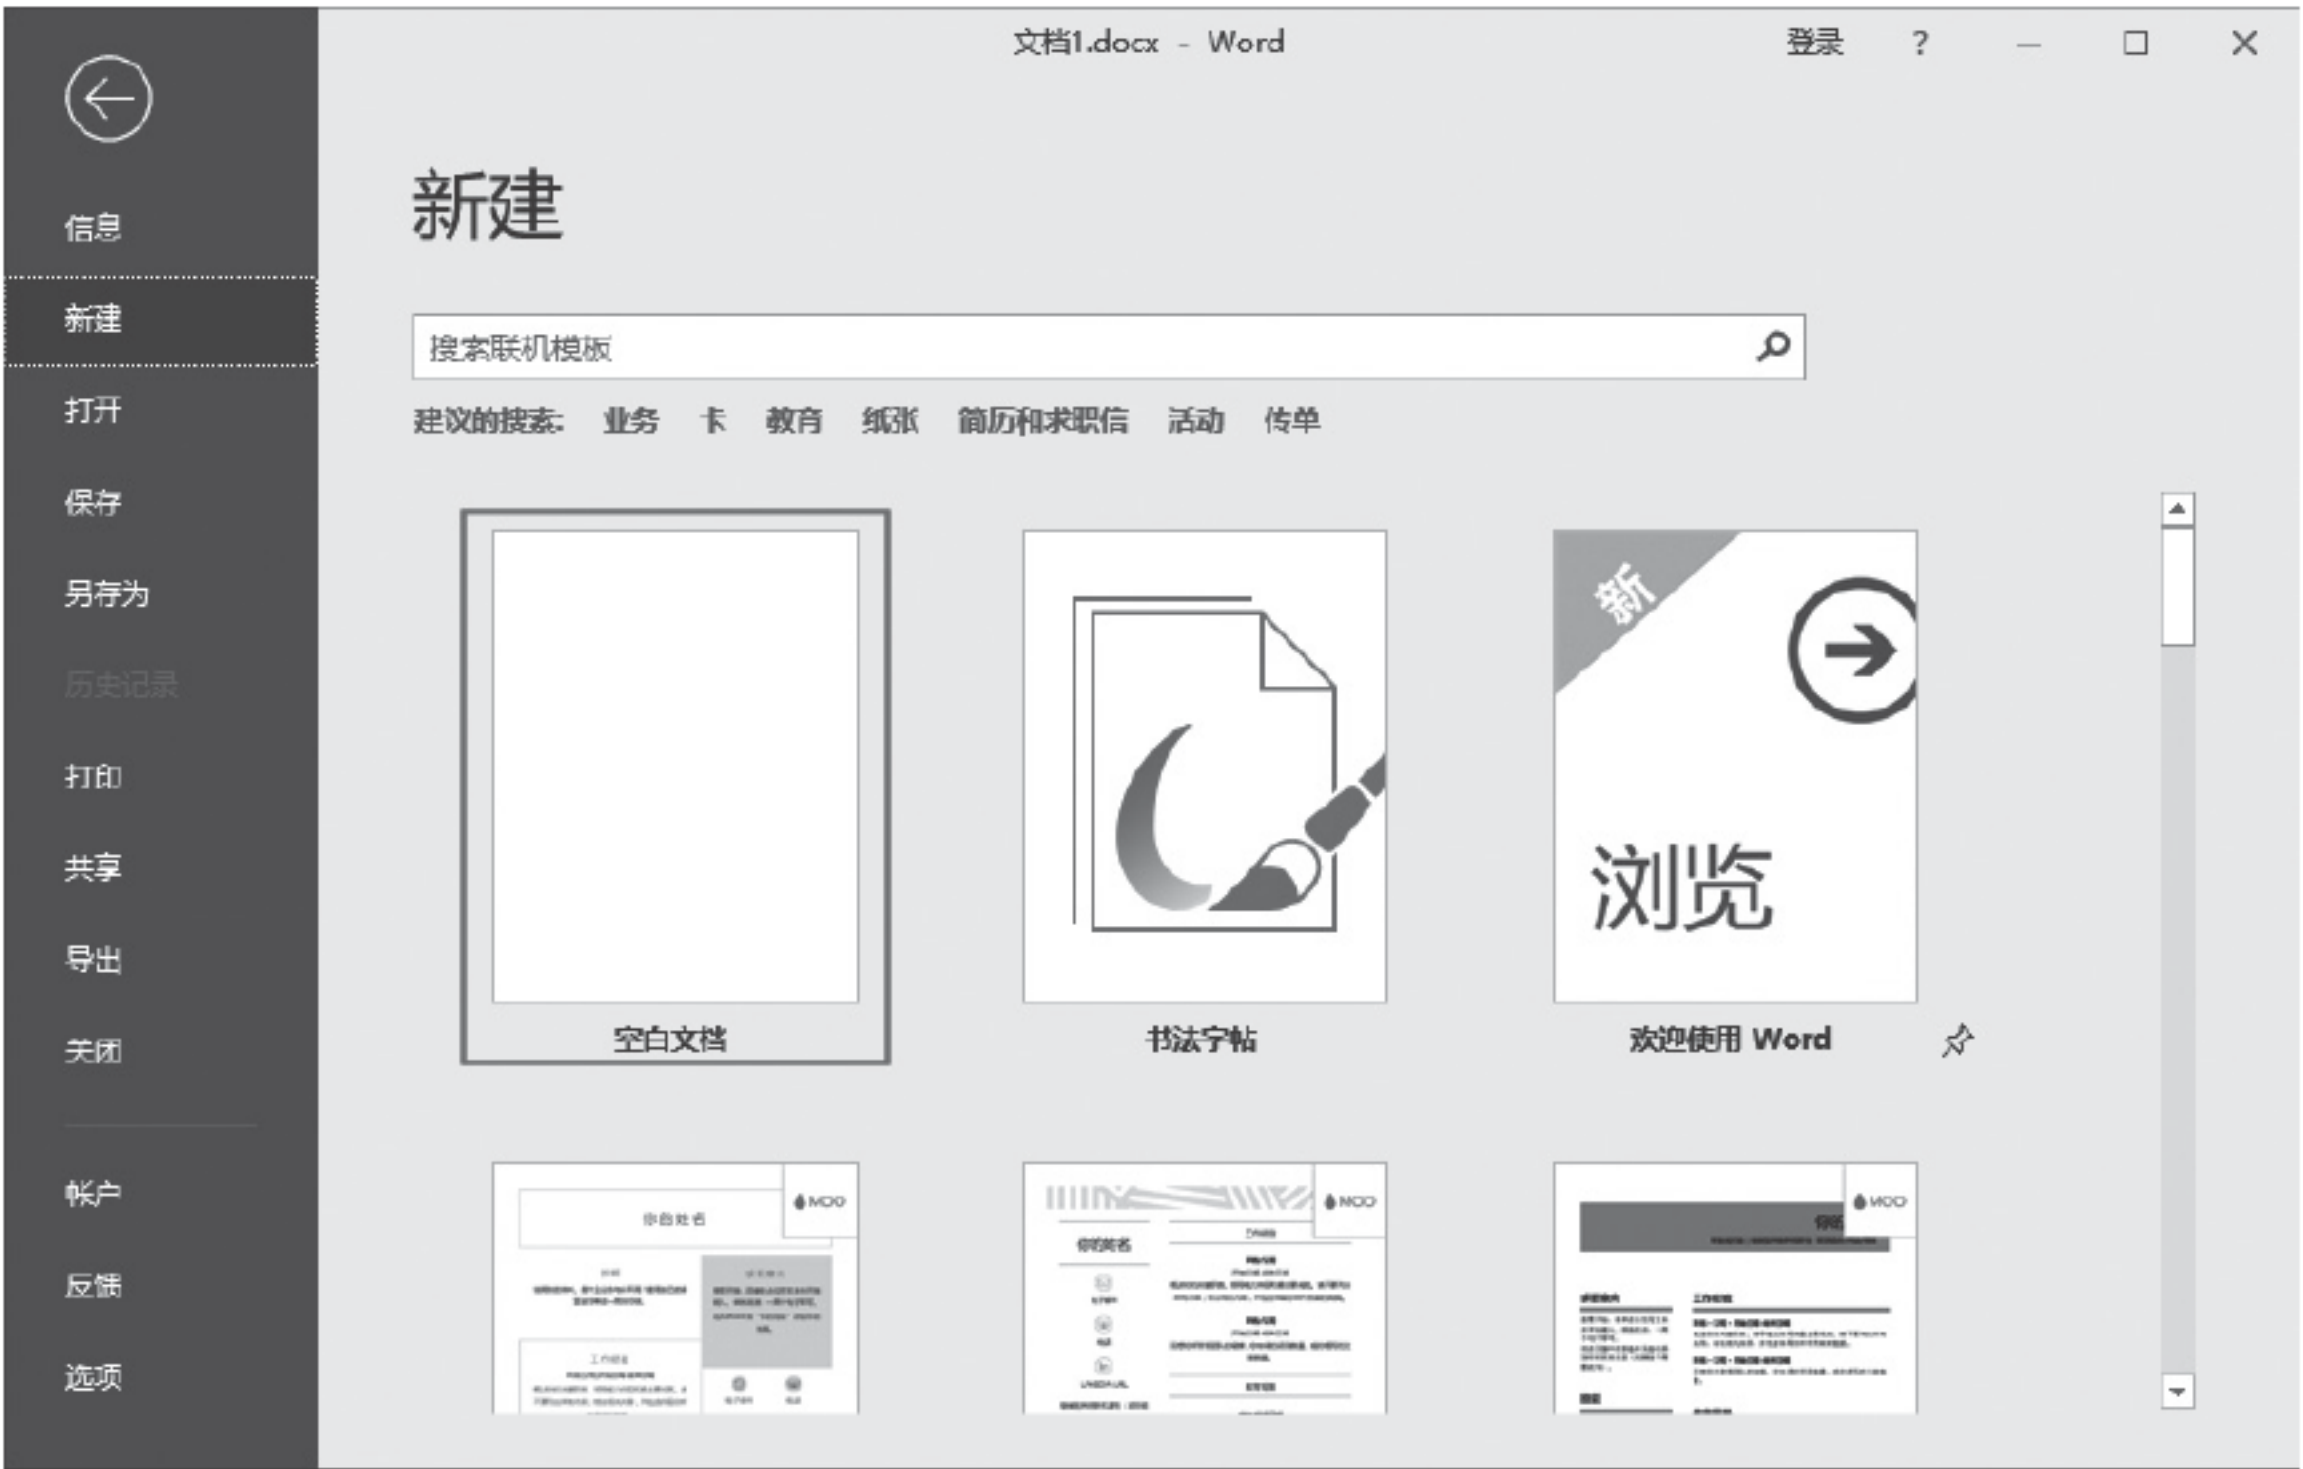 文档1.docx - Word 登录 ?
信息
新建
打开
保存
另存为
历史记录
打印
共享
导出
关闭
帐户
反馈
选项
新建
搜索联机模板
建议的搜索: 业务 卡 教育 纸张 简历和求职信 活动 传单
新
浏览
空白文档 书法字帖 欢迎使用 Word
MOO MOO MOO
你的姓名
你的姓名
你的